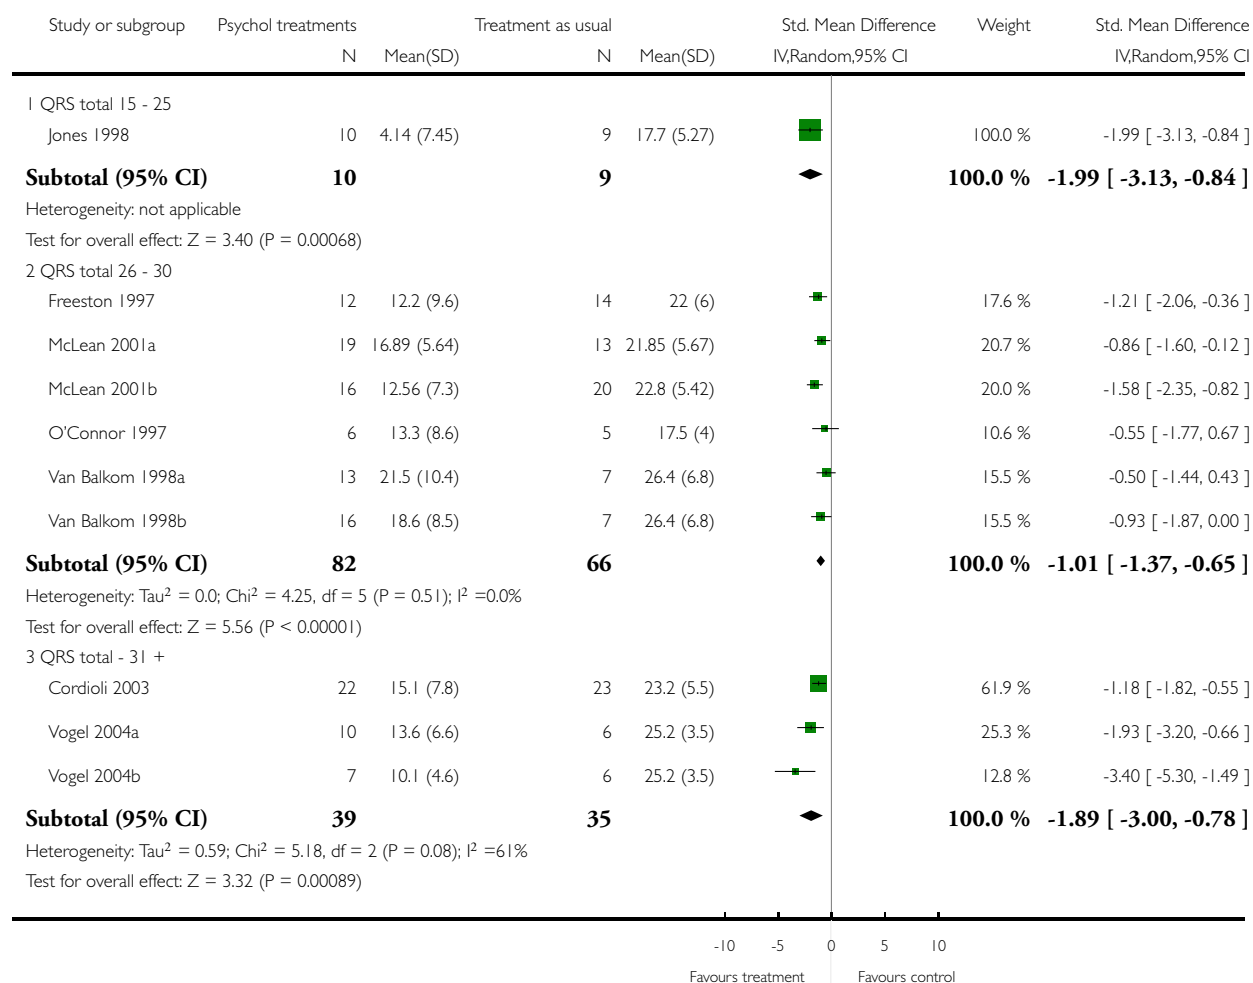 Study or subgroup Psychol treatments Treatment as usual Std. Mean Difference Weight Std. Mean Difference
N Mean(SD) N Mean(SD) IV,Random,95% CI IV,Random,95% CI
1 QRS total 15 - 25
Jones 1998 10 4.14 (7.45) 9 17.7 (5.27) 100.0 % -1.99 [ -3.13, -0.84 ]
Subtotal (95% CI) 10 9 100.0 % -1.99 [ -3.13, -0.84 ]
Heterogeneity: not applicable
Test for overall effect: Z = 3.40 (P = 0.00068)
2 QRS total 26 - 30
Freeston 1997 12 12.2 (9.6) 14 22 (6) 17.6 % -1.21 [ -2.06, -0.36 ]
McLean 2001a 19 16.89 (5.64) 13 21.85 (5.67) 20.7 % -0.86 [ -1.60, -0.12 ]
McLean 2001b 16 12.56 (7.3) 20 22.8 (5.42) 20.0 % -1.58 [ -2.35, -0.82 ]
O'Connor 1997 6 13.3 (8.6) 5 17.5 (4) 10.6 % -0.55 [ -1.77, 0.67 ]
Van Balkom 1998a 13 21.5 (10.4) 7 26.4 (6.8) 15.5 % -0.50 [ -1.44, 0.43 ]
Van Balkom 1998b 16 18.6 (8.5) 7 26.4 (6.8) 15.5 % -0.93 [ -1.87, 0.00 ]
Subtotal (95% CI) 82 66 100.0 % -1.01 [ -1.37, -0.65 ]
Heterogeneity: Tau² = 0.0; Chi² = 4.25, df = 5 (P = 0.51); I² =0.0%
Test for overall effect: Z = 5.56 (P < 0.00001)
3 QRS total - 31 +
Cordioli 2003 22 15.1 (7.8) 23 23.2 (5.5) 61.9 % -1.18 [ -1.82, -0.55 ]
Vogel 2004a 10 13.6 (6.6) 6 25.2 (3.5) 25.3 % -1.93 [ -3.20, -0.66 ]
Vogel 2004b 7 10.1 (4.6) 6 25.2 (3.5) 12.8 % -3.40 [ -5.30, -1.49 ]
Subtotal (95% CI) 39 35 100.0 % -1.89 [ -3.00, -0.78 ]
Heterogeneity: Tau² = 0.59; Chi² = 5.18, df = 2 (P = 0.08); I² =61%
Test for overall effect: Z = 3.32 (P = 0.00089)
-10 -5 0 5 10
Favours treatment Favours control